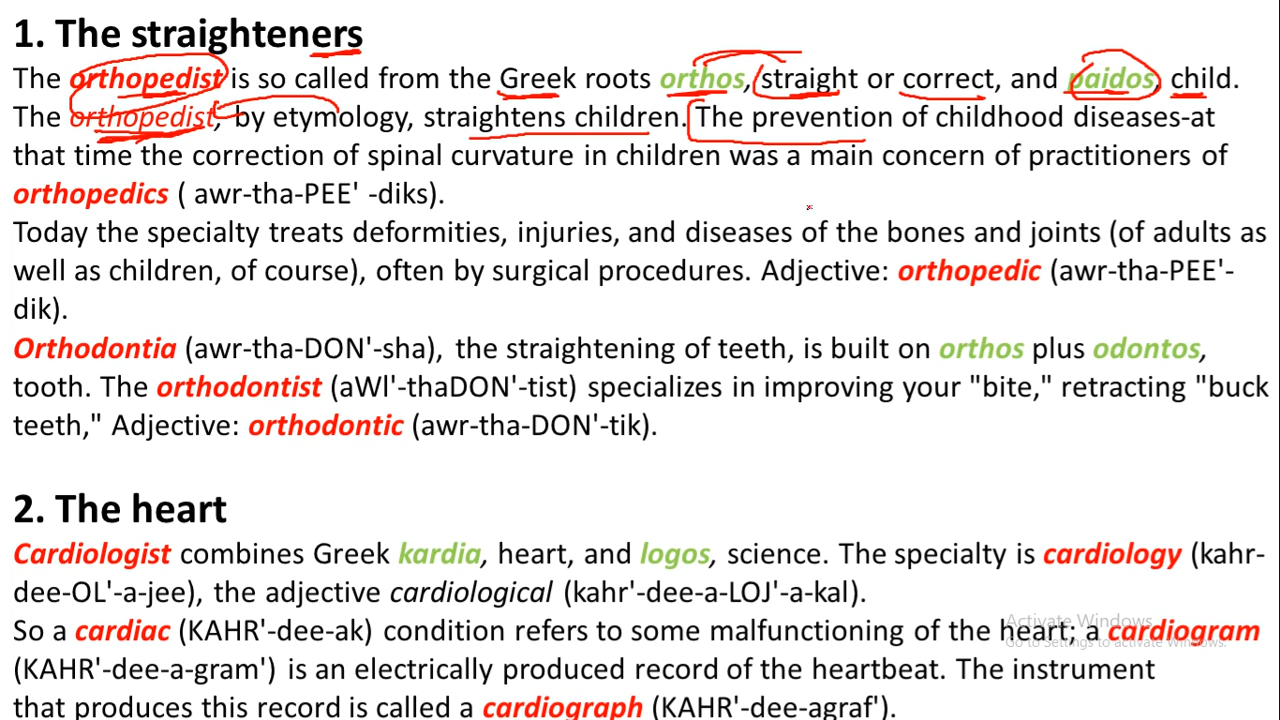 1. The straighteners
The orthopedist is so called from the Greek roots orthos, straight or correct, and paidos, child.
The orthopedist, by etymology, straightens children. The prevention of childhood diseases-at
that time the correction of spinal curvature in children was a main concern of practitioners of
orthopedics ( awr-tha-PEE' -diks).
Today the specialty treats deformities, injuries, and diseases of the bones and joints (of adults as
well as children, of course), often by surgical procedures. Adjective: orthopedic (awr-tha-PEE'-
dik).
Orthodontia (awr-tha-DON'-sha), the straightening of teeth, is built on orthos plus odontos,
tooth. The orthodontist (aWl'-thaDON'-tist) specializes in improving your "bite," retracting "buck
teeth," Adjective: orthodontic (awr-tha-DON'-tik).
2. The heart
Cardiologist combines Greek kardia, heart, and logos, science. The specialty is cardiology (kahr-
dee-OL'-a-jee), the adjective cardiological (kahr'-dee-a-LOJ'-a-kal).
So a cardiac (KAHR'-dee-ak) condition refers to some malfunctioning of the heart; a cardiogram
(KAHR'-dee-a-gram') is an electrically produced record of the heartbeat. The instrument
that produces this record is called a cardiograph (KAHR'-dee-agraf').
Activate Windows
Go to Settings to activate Windows.